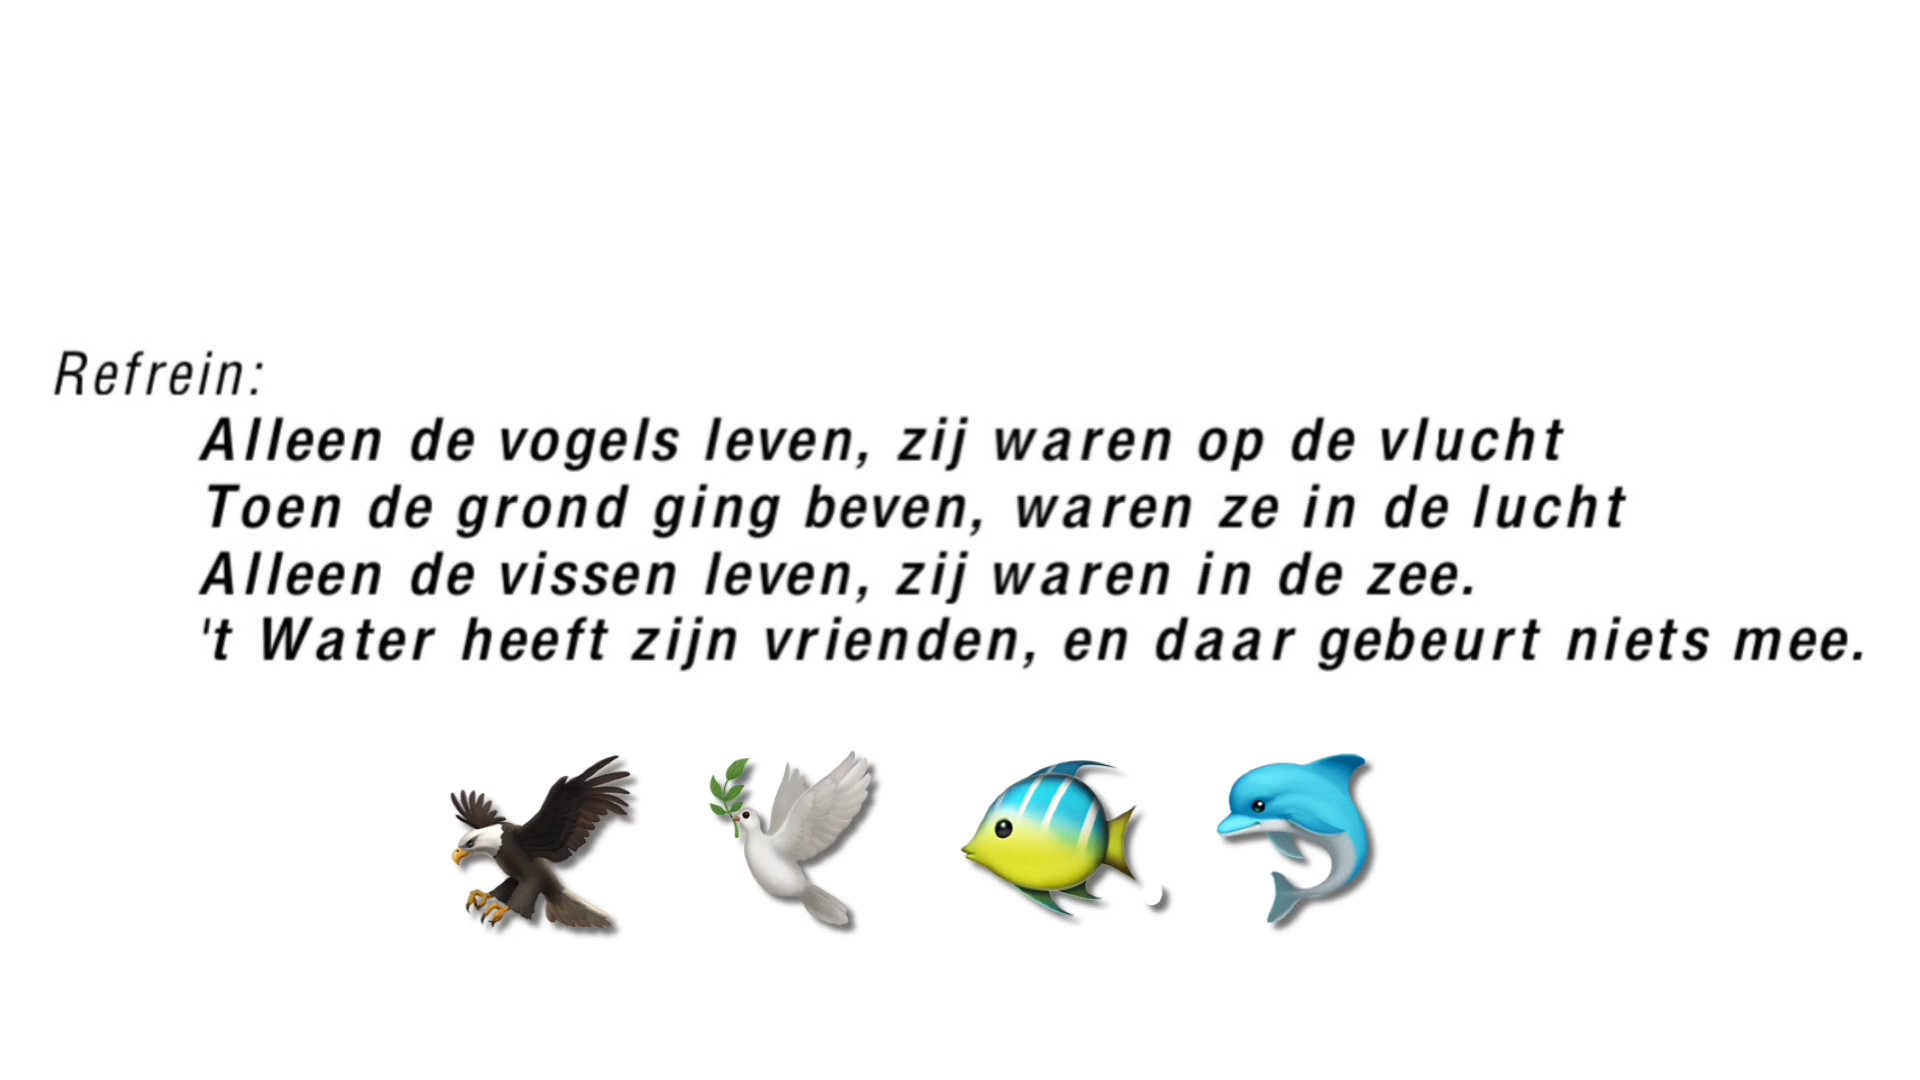 Refrein:
Alleen de vogels leven, zij waren op de vlucht
Toen de grond ging beven, waren ze in de lucht
Alleen de vissen leven, zij waren in de zee.
't Water heeft zijn vrienden, en daar gebeurt niets mee.